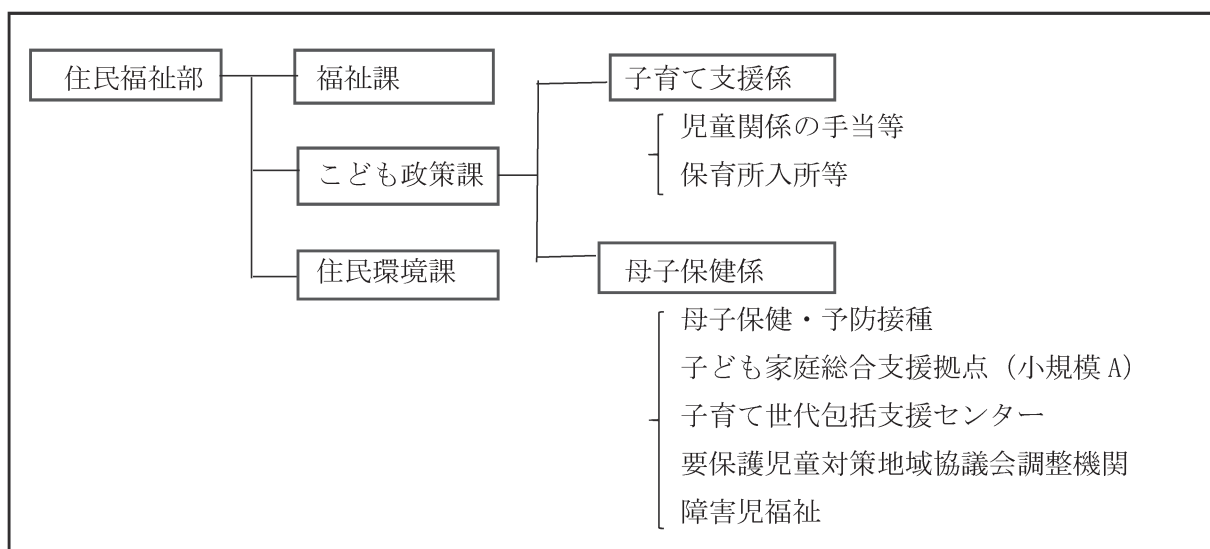 住民福祉部
福祉課
こども政策課
住民環境課
子育て支援係
児童関係の手当等
保育所入所等
母子保健係
母子保健・予防接種
子ども家庭総合支援拠点（小規模 A）
子育て世代包括支援センター
要保護児童対策地域協議会調整機関
障害児福祉